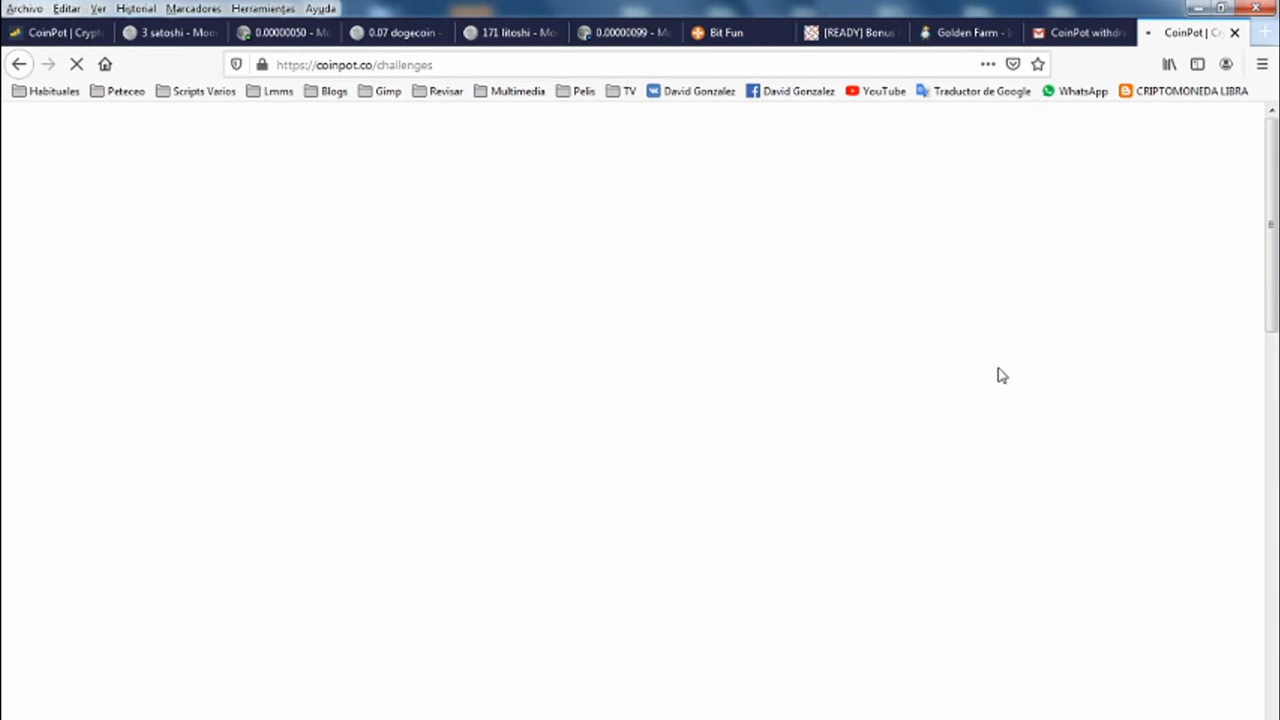 Archivo Editar Ver Historial Marcadores Herramientas Ayuda
CoinPot | Crypt 3 satoshi - Moo 0.00000050 - M 0.07 dogecoin - 171 litoshi - Mo 0.00000099 - M Bit Fun [READY] Bonus Golden Farm - CoinPot withdr CoinPot | Cr
https://coinpot.co/challenges
Habituales Peteceo Scripts Varios Lmms Blogs Gimp Revisar Multimedia Pelis TV David Gonzalez David Gonzalez YouTube Traductor de Google WhatsApp CRIPTOMONEDA LIBRA